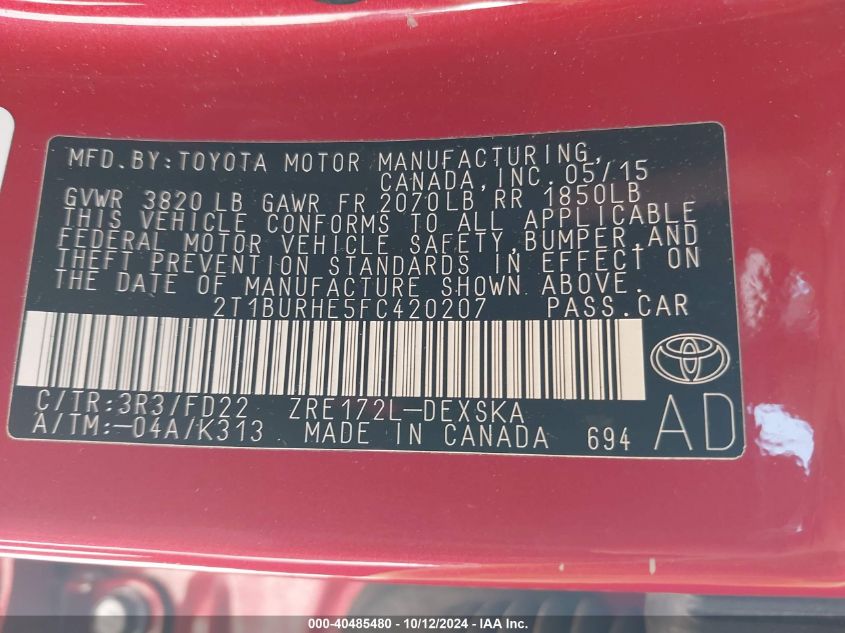 MFD.BY:TOYOTA MOTOR MANUFACTURING,
CANADA,INC. 05/15
GVWR 3820 LB GAWR FR 2070LB RR 1850LB
THIS VEHICLE CONFORMS TO ALL APPLICABLE
FEDERAL MOTOR VEHICLE SAFETY,BUMPER,AND
THEFT PREVENTION STANDARDS IN EFFECT ON
THE DATE OF MANUFACTURE SHOWN ABOVE.
2T1BURHE5FC420207 PASS.CAR
C/TR:3R3/FD22 ZRE172L-DEXSKA
A/TM:-04A/K313 MADE IN CANADA 694 AD
000-40485480 - 10/12/2024 - IAA Inc.